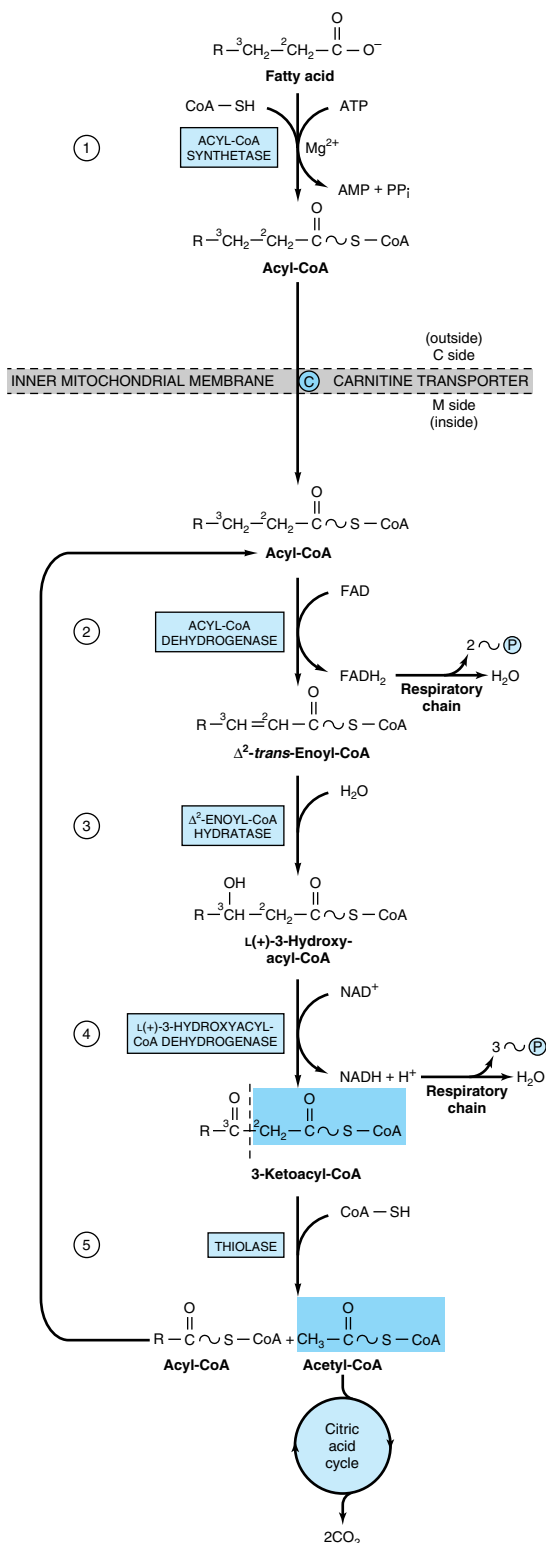 O
R — ³CH₂—²CH₂ — C — O⁻
Fatty acid
CoA — SH
ATP
1
ACYL-CoA
SYNTHETASE
Mg²⁺
AMP + PPᵢ
O
R — ³CH₂—²CH₂ — C ~ S — CoA
Acyl-CoA
(outside)
C side
INNER MITOCHONDRIAL MEMBRANE C CARNITINE TRANSPORTER
M side
(inside)
O
R — ³CH₂—²CH₂ — C ~ S — CoA
Acyl-CoA
FAD
2
ACYL-CoA
DEHYDROGENASE
2 ~ P
FADH₂
H₂O
Respiratory
chain
O
R — ³CH = ²CH — C ~ S — CoA
Δ²-trans-Enoyl-CoA
H₂O
3
Δ²-ENOYL-CoA
HYDRATASE
OH O
R — ³CH — ²CH₂ — C ~ S — CoA
L(+)-3-Hydroxy-
acyl-CoA
NAD⁺
4
L(+)-3-HYDROXYACYL-
CoA DEHYDROGENASE
3 ~ P
NADH + H⁺
H₂O
Respiratory
chain
O O
R — ³C — ²CH₂ — C ~ S — CoA
3-Ketoacyl-CoA
CoA — SH
5
THIOLASE
O O
R — C ~ S — CoA + CH₃ — C ~ S — CoA
Acyl-CoA Acetyl-CoA
Citric
acid
cycle
2CO₂